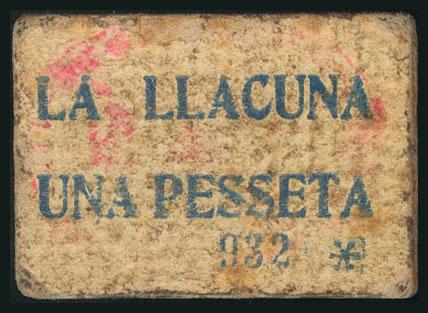 LA LLACUNA
UNA PESSETA
932 *